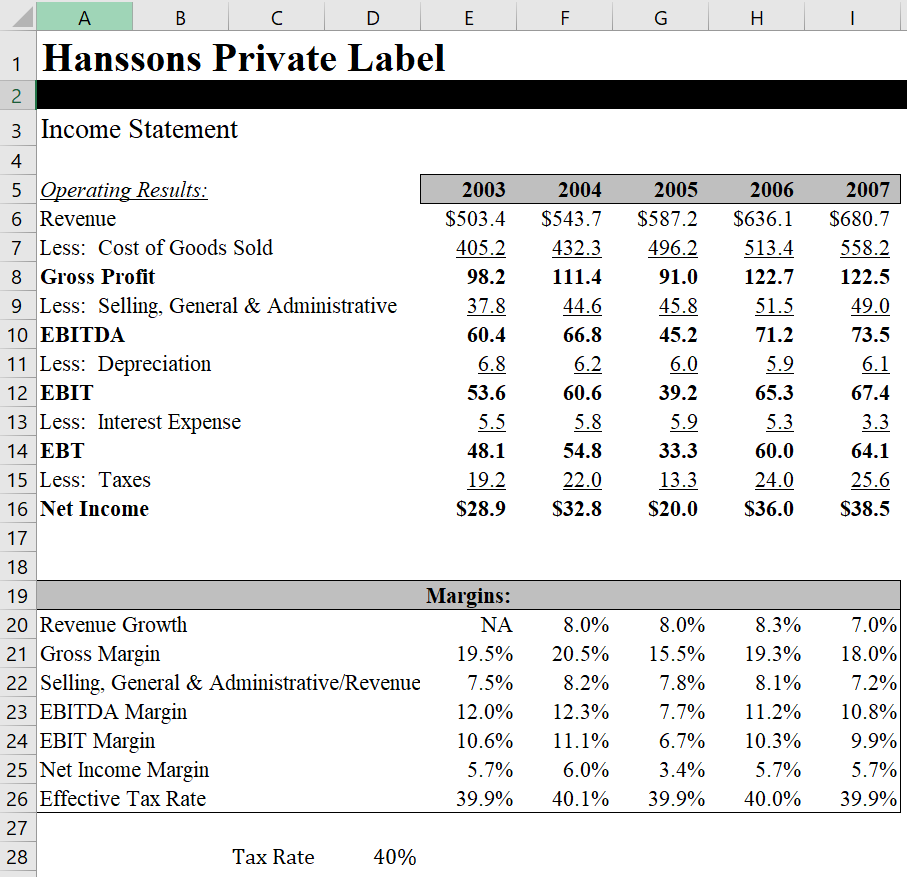 A B C D E F G H I
1 Hanssons Private Label
2
3 Income Statement
4
5 Operating Results: 2003 2004 2005 2006 2007
6 Revenue $503.4 $543.7 $587.2 $636.1 $680.7
7 Less: Cost of Goods Sold 405.2 432.3 496.2 513.4 558.2
8 Gross Profit 98.2 111.4 91.0 122.7 122.5
9 Less: Selling, General & Administrative 37.8 44.6 45.8 51.5 49.0
10 EBITDA 60.4 66.8 45.2 71.2 73.5
11 Less: Depreciation 6.8 6.2 6.0 5.9 6.1
12 EBIT 53.6 60.6 39.2 65.3 67.4
13 Less: Interest Expense 5.5 5.8 5.9 5.3 3.3
14 EBT 48.1 54.8 33.3 60.0 64.1
15 Less: Taxes 19.2 22.0 13.3 24.0 25.6
16 Net Income $28.9 $32.8 $20.0 $36.0 $38.5
17
18
19 Margins:
20 Revenue Growth NA 8.0% 8.0% 8.3% 7.0%
21 Gross Margin 19.5% 20.5% 15.5% 19.3% 18.0%
22 Selling, General & Administrative/Revenue 7.5% 8.2% 7.8% 8.1% 7.2%
23 EBITDA Margin 12.0% 12.3% 7.7% 11.2% 10.8%
24 EBIT Margin 10.6% 11.1% 6.7% 10.3% 9.9%
25 Net Income Margin 5.7% 6.0% 3.4% 5.7% 5.7%
26 Effective Tax Rate 39.9% 40.1% 39.9% 40.0% 39.9%
27
28 Tax Rate 40%